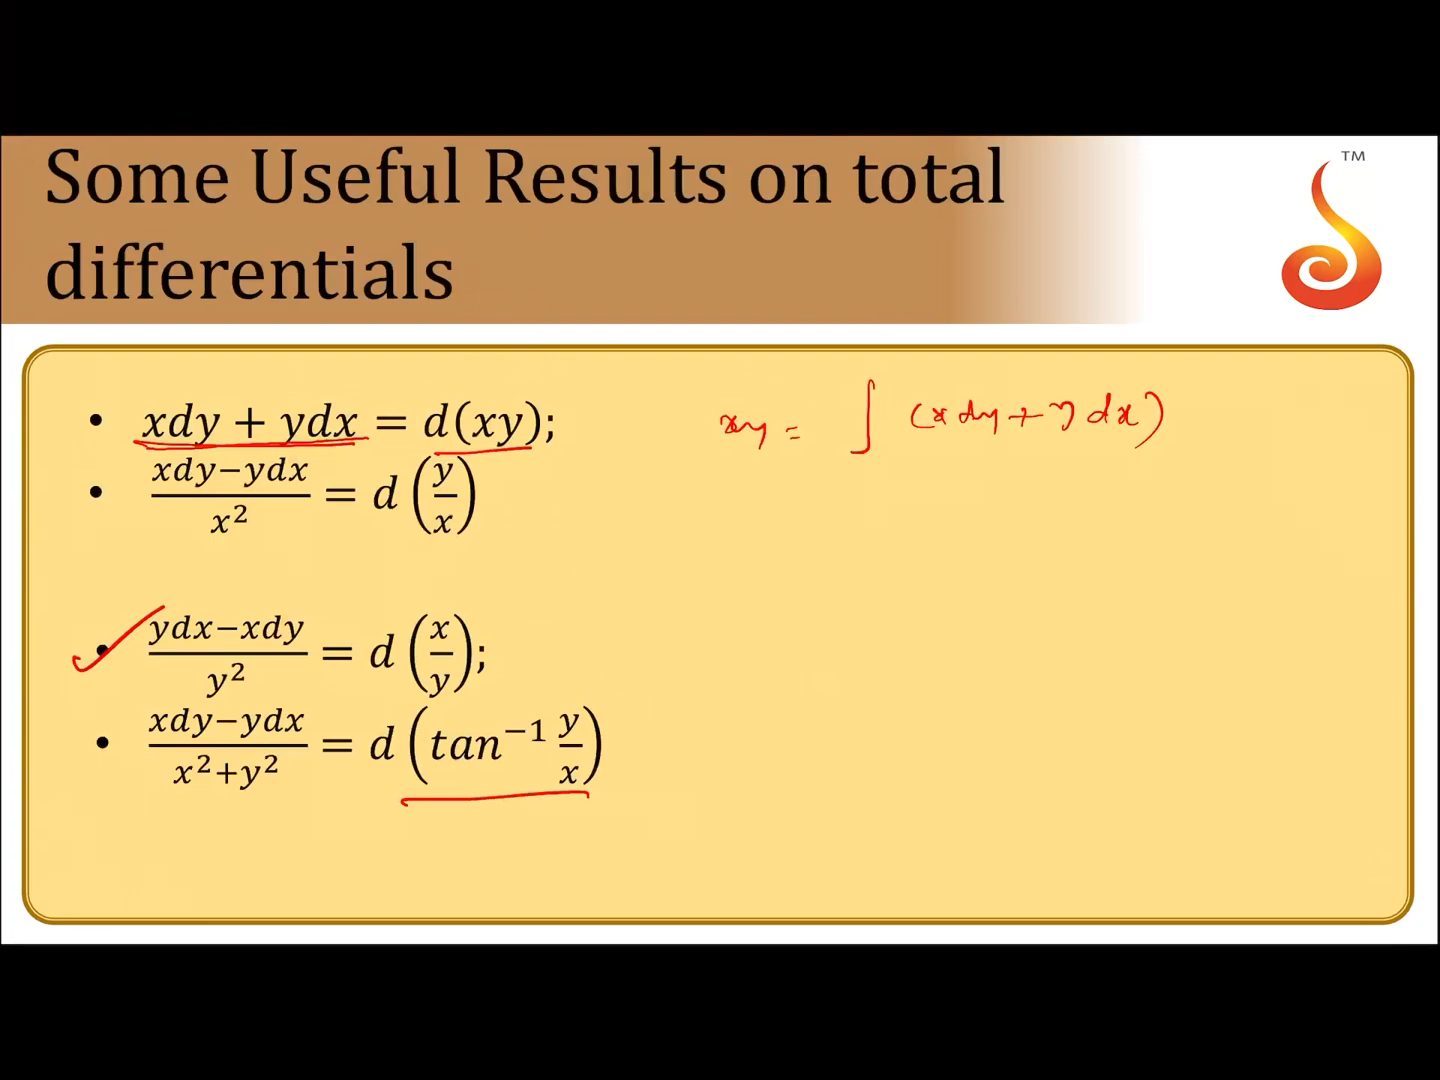 Some Useful Results on total
differentials
TM
• xdy + ydx = d(xy);
xy = ∫ (x dy + y dx)
• (xdy−ydx)/x² = d(y/x)
• (ydx−xdy)/y² = d(x/y);
• (xdy−ydx)/(x²+y²) = d(tan⁻¹ y/x)